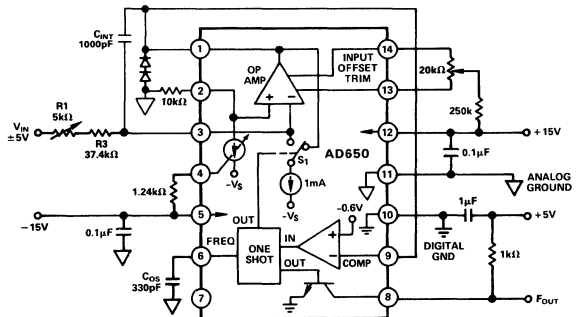 CINT
1000pF
1
14
OP
AMP
INPUT
OFFSET
TRIM
20kΩ
+
−
2
10kΩ
13
250k
VIN
±5V
R1
5kΩ
R3
37.4kΩ
3
S1
AD650
12
+15V
4
−VS
1mA
−VS
0.1μF
11
ANALOG
GROUND
1.24kΩ
−0.6V
1μF
−15V
5
OUT
10
+5V
0.1μF
FREQ
ONE
SHOT
IN
+
−
COMP
DIGITAL
GND
1kΩ
6
OUT
9
COS
330pF
7
8
FOUT